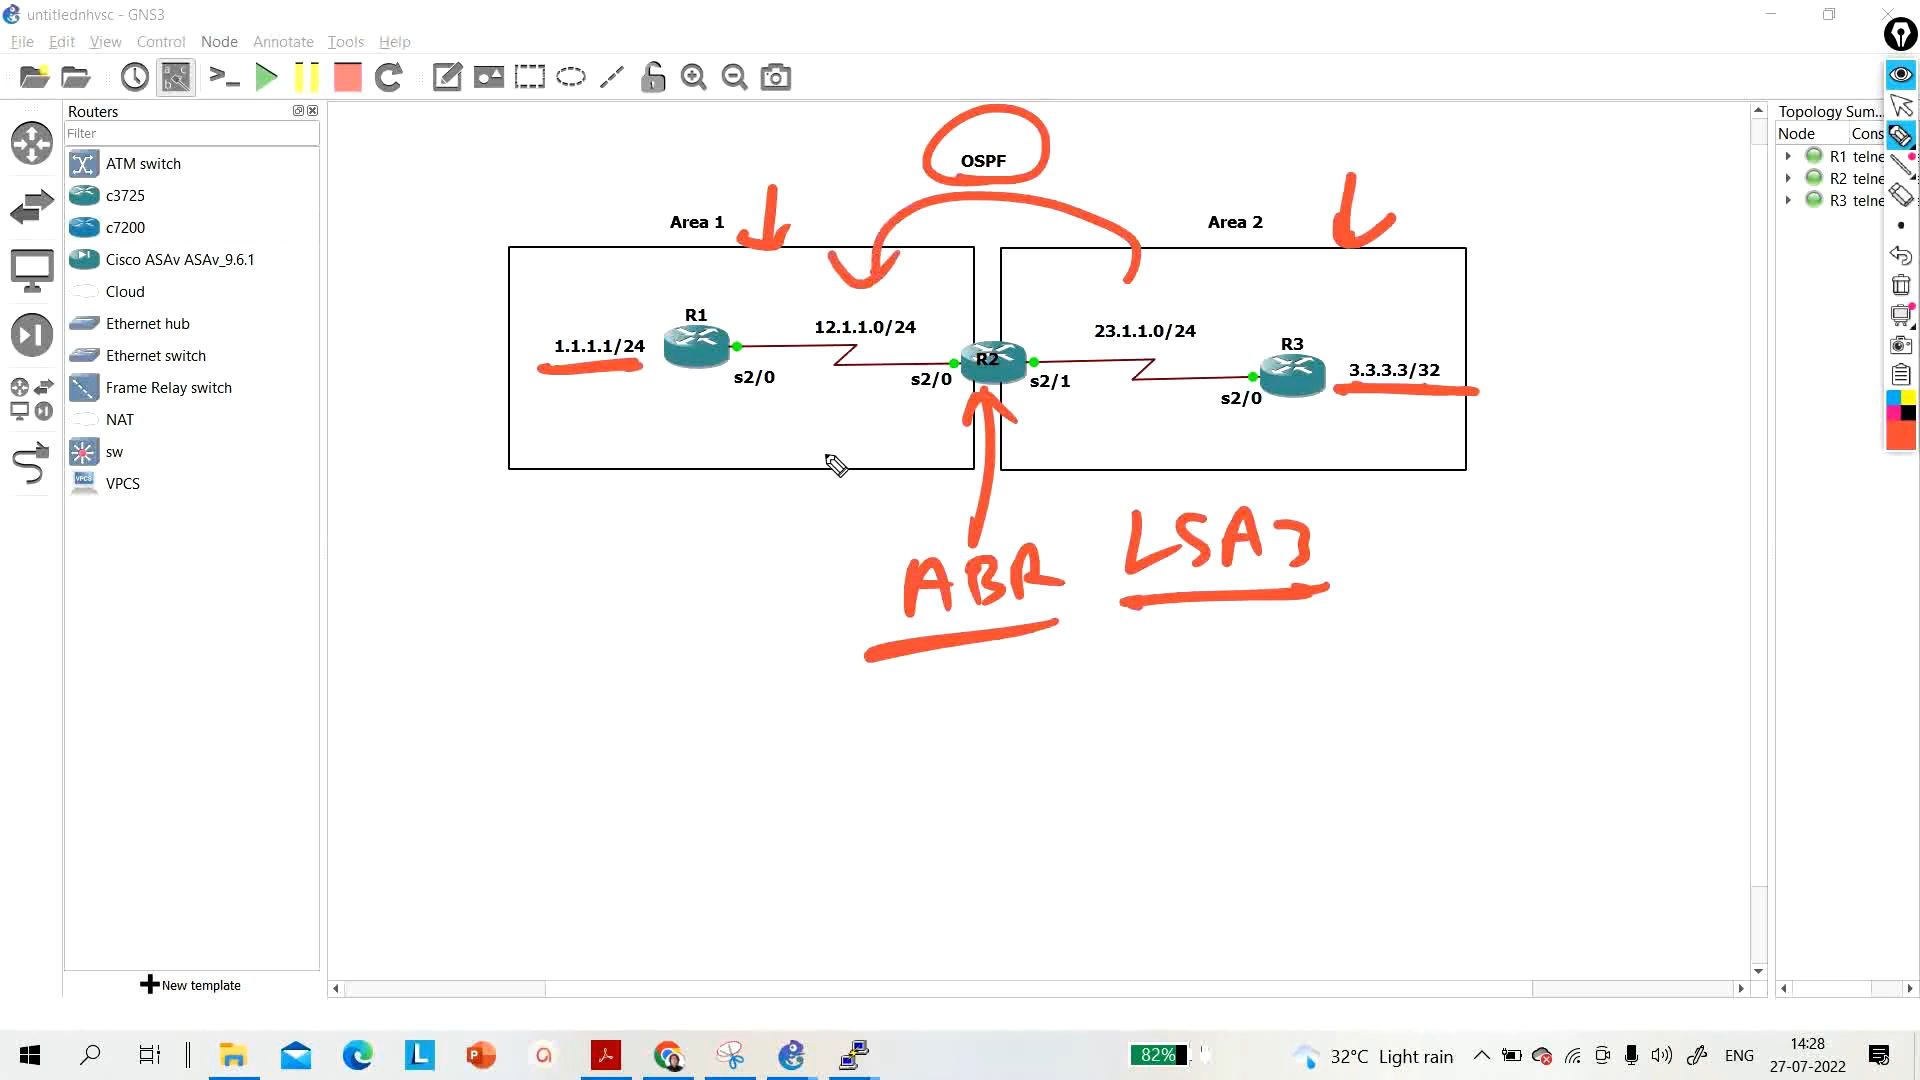 untitlednhvsc - GNS3
File Edit View Control Node Annotate Tools Help
Routers
Filter
ATM switch
c3725
c7200
Cisco ASAv ASAv_9.6.1
Cloud
Ethernet hub
Ethernet switch
Frame Relay switch
NAT
sw
VPCS
New template
OSPF
Area 1
Area 2
R1
12.1.1.0/24
23.1.1.0/24
1.1.1.1/24
R2
R3
3.3.3.3/32
s2/0
s2/0
s2/1
s2/0
ABR
LSA3
Topology Sum...
Node Cons
R1 telne
R2 telne
R3 telne
82%
32°C Light rain
ENG
14:28
27-07-2022